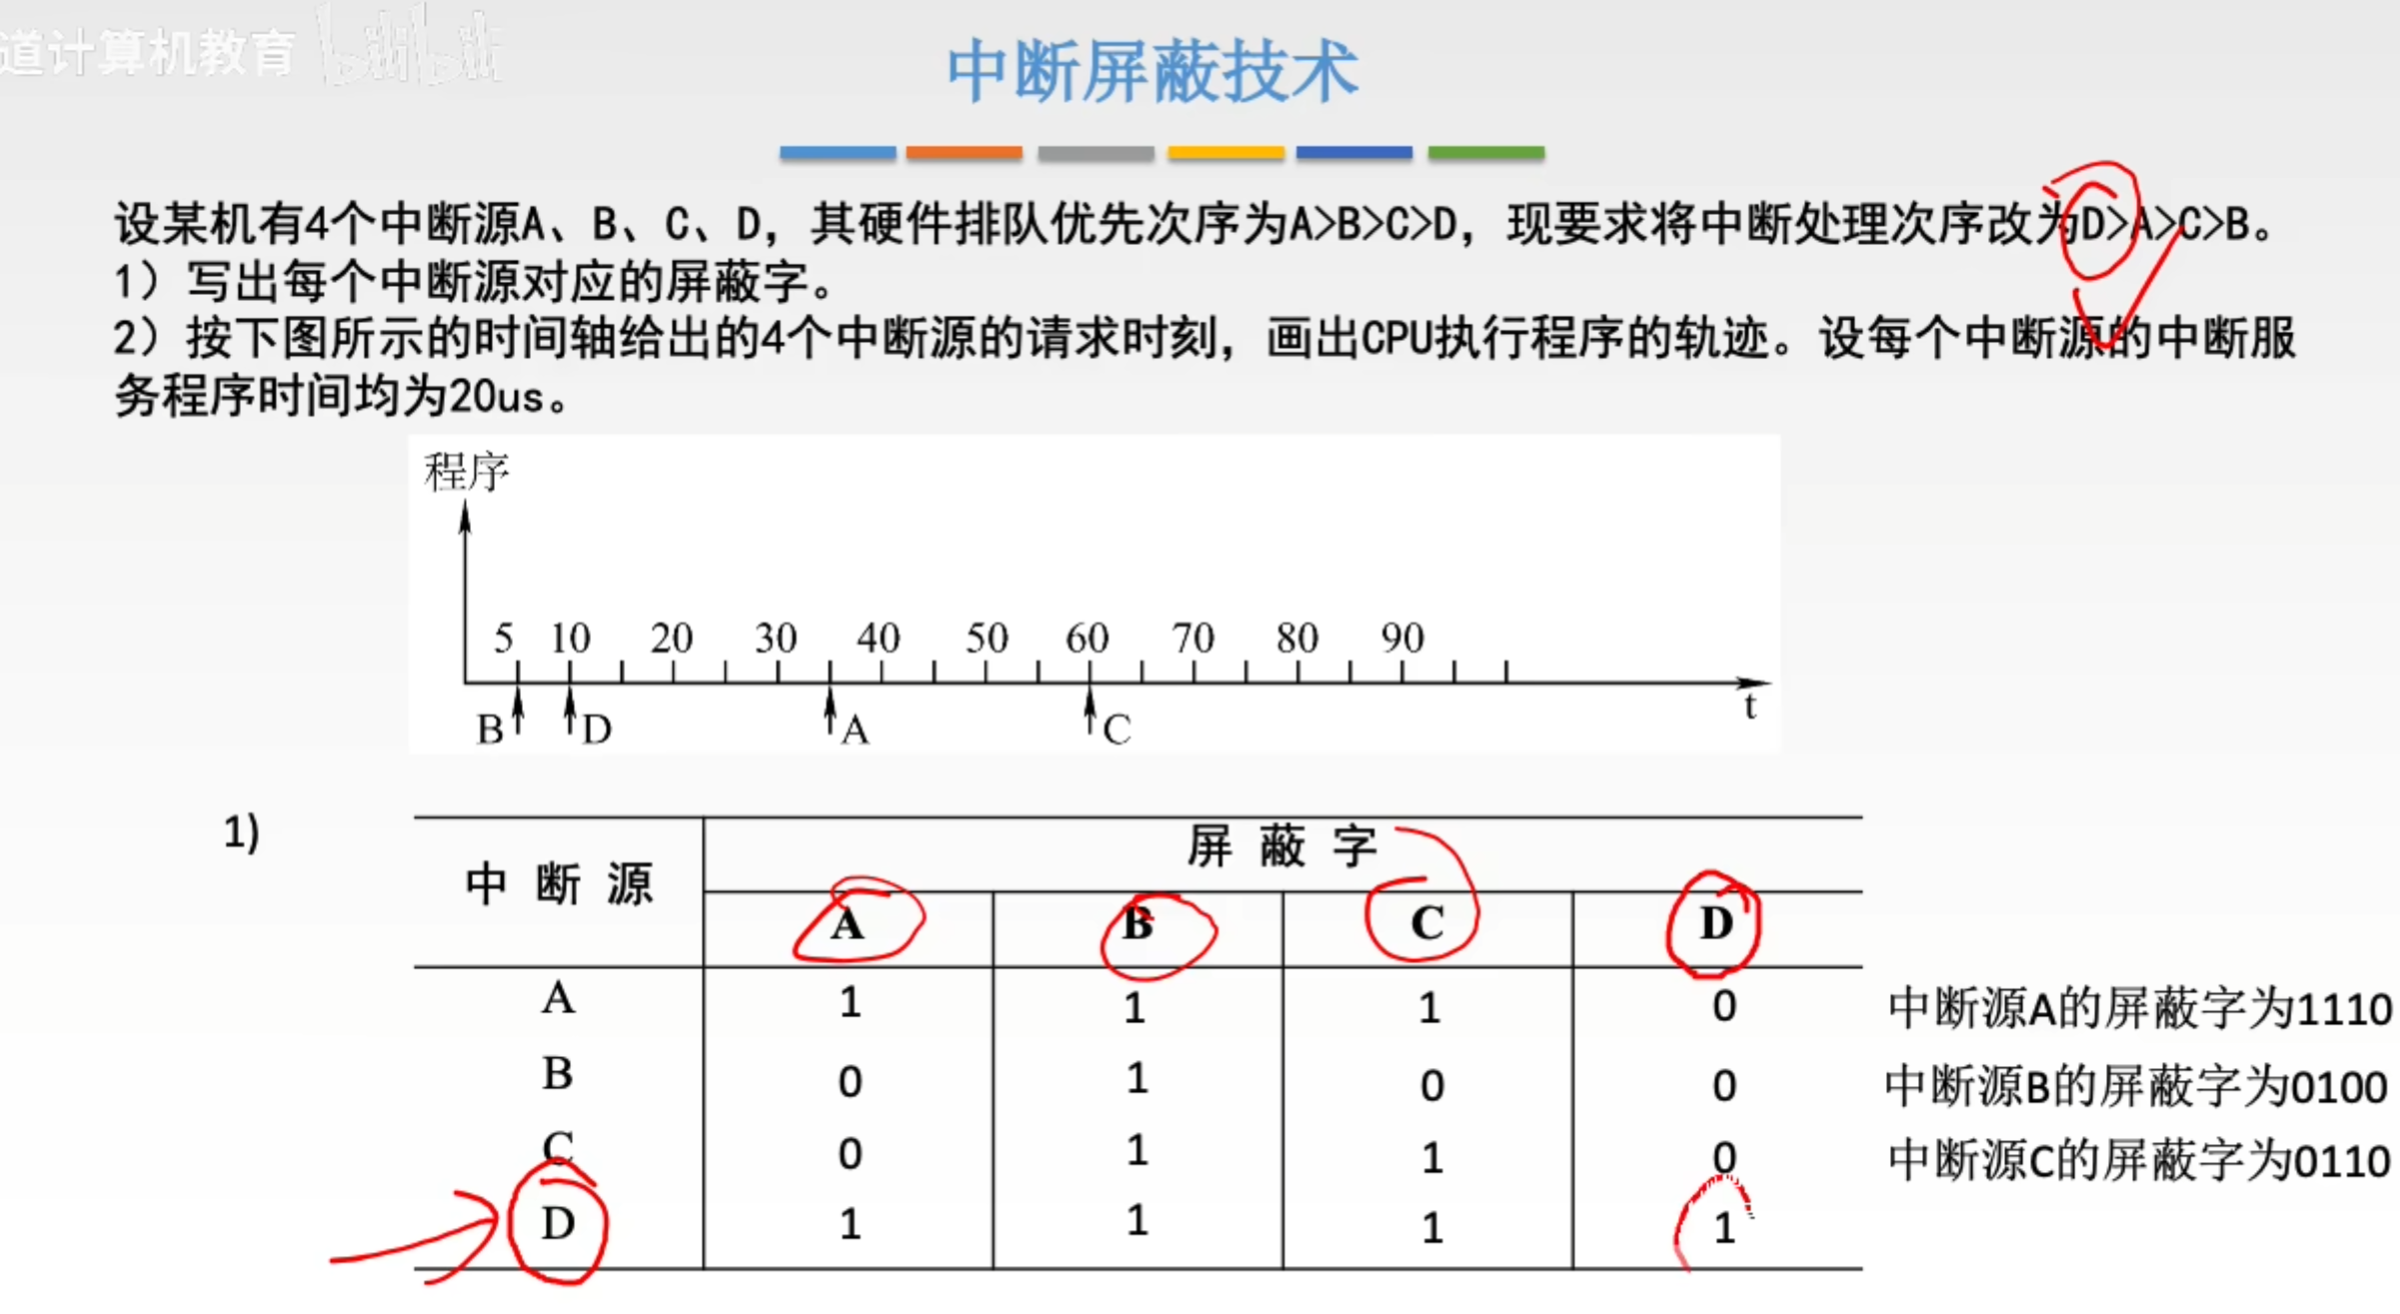 道计算机教育 bilibili
中断屏蔽技术
设某机有4个中断源A、B、C、D，其硬件排队优先次序为A>B>C>D，现要求将中断处理次序改为D>A>C>B。
1）写出每个中断源对应的屏蔽字。
2）按下图所示的时间轴给出的4个中断源的请求时刻，画出CPU执行程序的轨迹。设每个中断源的中断服
务程序时间均为20us。
程序
5 10 20 30 40 50 60 70 80 90
t
B D A C
1)
屏 蔽 字
中 断 源
A B C D
A 1 1 1 0 中断源A的屏蔽字为1110
B 0 1 0 0 中断源B的屏蔽字为0100
C 0 1 1 0 中断源C的屏蔽字为0110
D 1 1 1 1